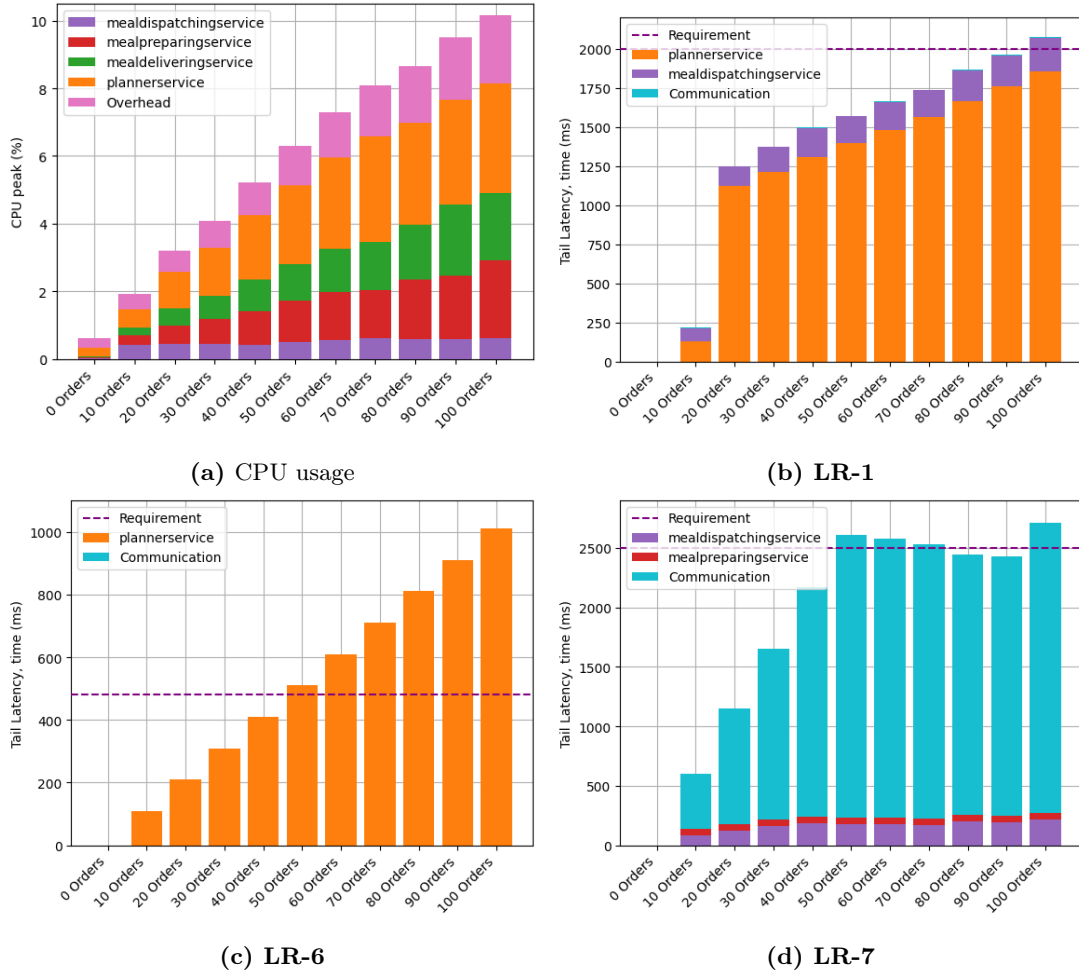 10
8
6
4
2
0
CPU peak (%)
mealdispatchingservice
mealpreparingservice
mealdeliveringservice
plannerservice
Overhead
0 Orders
10 Orders
20 Orders
30 Orders
40 Orders
50 Orders
60 Orders
70 Orders
80 Orders
90 Orders
100 Orders
(a) CPU usage
2000
1750
1500
1250
1000
750
500
250
0
Tail Latency, time (ms)
Requirement
plannerservice
mealdispatchingservice
Communication
0 Orders
10 Orders
20 Orders
30 Orders
40 Orders
50 Orders
60 Orders
70 Orders
80 Orders
90 Orders
100 Orders
(b) LR-1
1000
800
600
400
200
0
Tail Latency, time (ms)
Requirement
plannerservice
Communication
0 Orders
10 Orders
20 Orders
30 Orders
40 Orders
50 Orders
60 Orders
70 Orders
80 Orders
90 Orders
100 Orders
(c) LR-6
2500
2000
1500
1000
500
0
Tail Latency, time (ms)
Requirement
mealdispatchingservice
mealpreparingservice
Communication
0 Orders
10 Orders
20 Orders
30 Orders
40 Orders
50 Orders
60 Orders
70 Orders
80 Orders
90 Orders
100 Orders
(d) LR-7